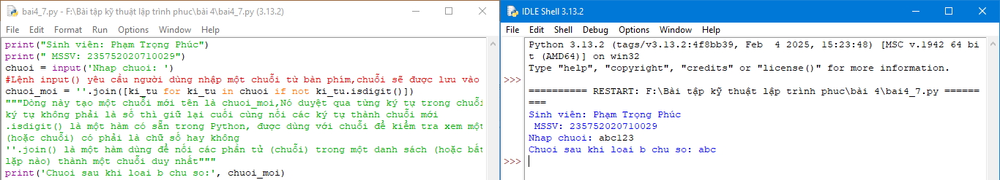 bai4_7.py - F:\Bài tập kỹ thuật lập trình phuc\bài 4\bai4_7.py (3.13.2)
File Edit Format Run Options Window Help
print("Sinh viên: Phạm Trọng Phúc")
print(" MSSV: 235752020710029")
chuoi = input('Nhap chuoi: ')
#Lệnh input() yêu cầu người dùng nhập một chuỗi từ bàn phím,chuỗi sẽ được lưu vào
chuoi_moi = ''.join([ki_tu for ki_tu in chuoi if not ki_tu.isdigit()])
"""Dòng này tạo một chuỗi mới tên là chuoi_moi,Nó duyệt qua từng ký tự trong chuỗi
ký tự không phải là số thì giữ lại cuối cùng nối các ký tự thành chuỗi mới
.isdigit() là một hàm có sẵn trong Python, được dùng với chuỗi để kiểm tra xem một
(hoặc chuỗi) có phải là chữ số hay không
''.join() là một hàm dùng để nối các phần tử (chuỗi) trong một danh sách (hoặc bất
lặp nào) thành một chuỗi duy nhất"""
print('Chuoi sau khi loai b chu so:', chuoi_moi)
IDLE Shell 3.13.2
File Edit Shell Debug Options Window Help
Python 3.13.2 (tags/v3.13.2:4f8bb39, Feb 4 2025, 15:23:48) [MSC v.1942 64 bi
t (AMD64)] on win32
Type "help", "copyright", "credits" or "license()" for more information.
>>>
========== RESTART: F:\Bài tập kỹ thuật lập trình phuc\bài 4\bai4_7.py ======
===
Sinh viên: Phạm Trọng Phúc
MSSV: 235752020710029
Nhap chuoi: abc123
Chuoi sau khi loai b chu so: abc
>>>